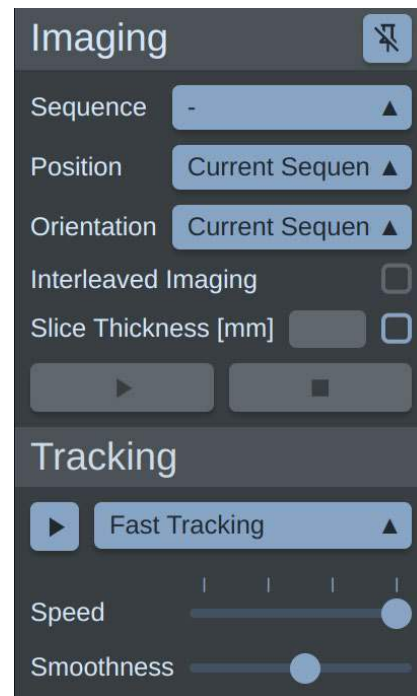 Imaging
Sequence -
Position Current Sequen
Orientation Current Sequen
Interleaved Imaging
Slice Thickness [mm]
Tracking
Fast Tracking
Speed
Smoothness